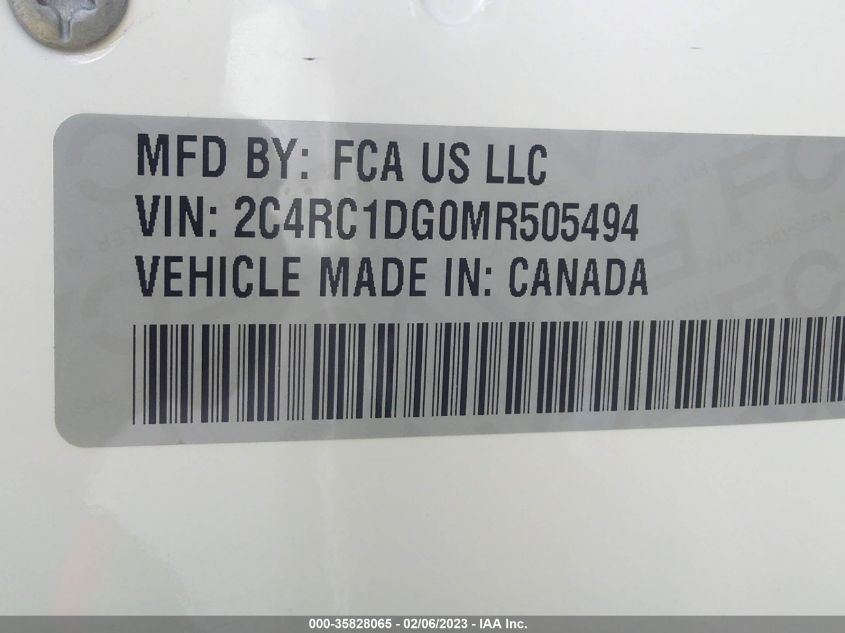 MFD BY: FCA US LLC
VIN: 2C4RC1DG0MR505494
VEHICLE MADE IN: CANADA
000-35828065 | 02/06/2023 - IAA Inc.